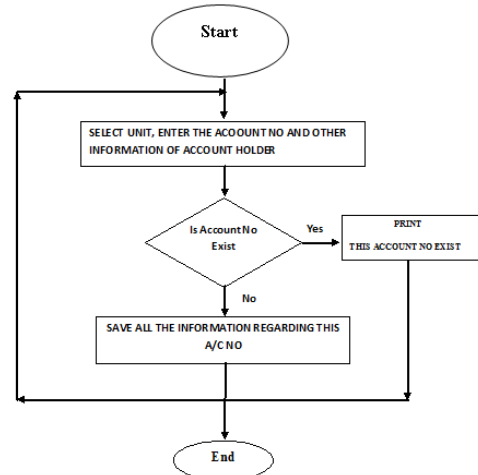 Start
SELECT UNIT, ENTER THE ACOOUNT NO AND OTHER
INFORMATION OF ACCOUNT HOLDER
Is Account No
Exist
Yes
PRINT
THIS ACCOUNT NO EXIST
No
SAVE ALL THE INFORMATION REGARDING THIS
A/C NO
End